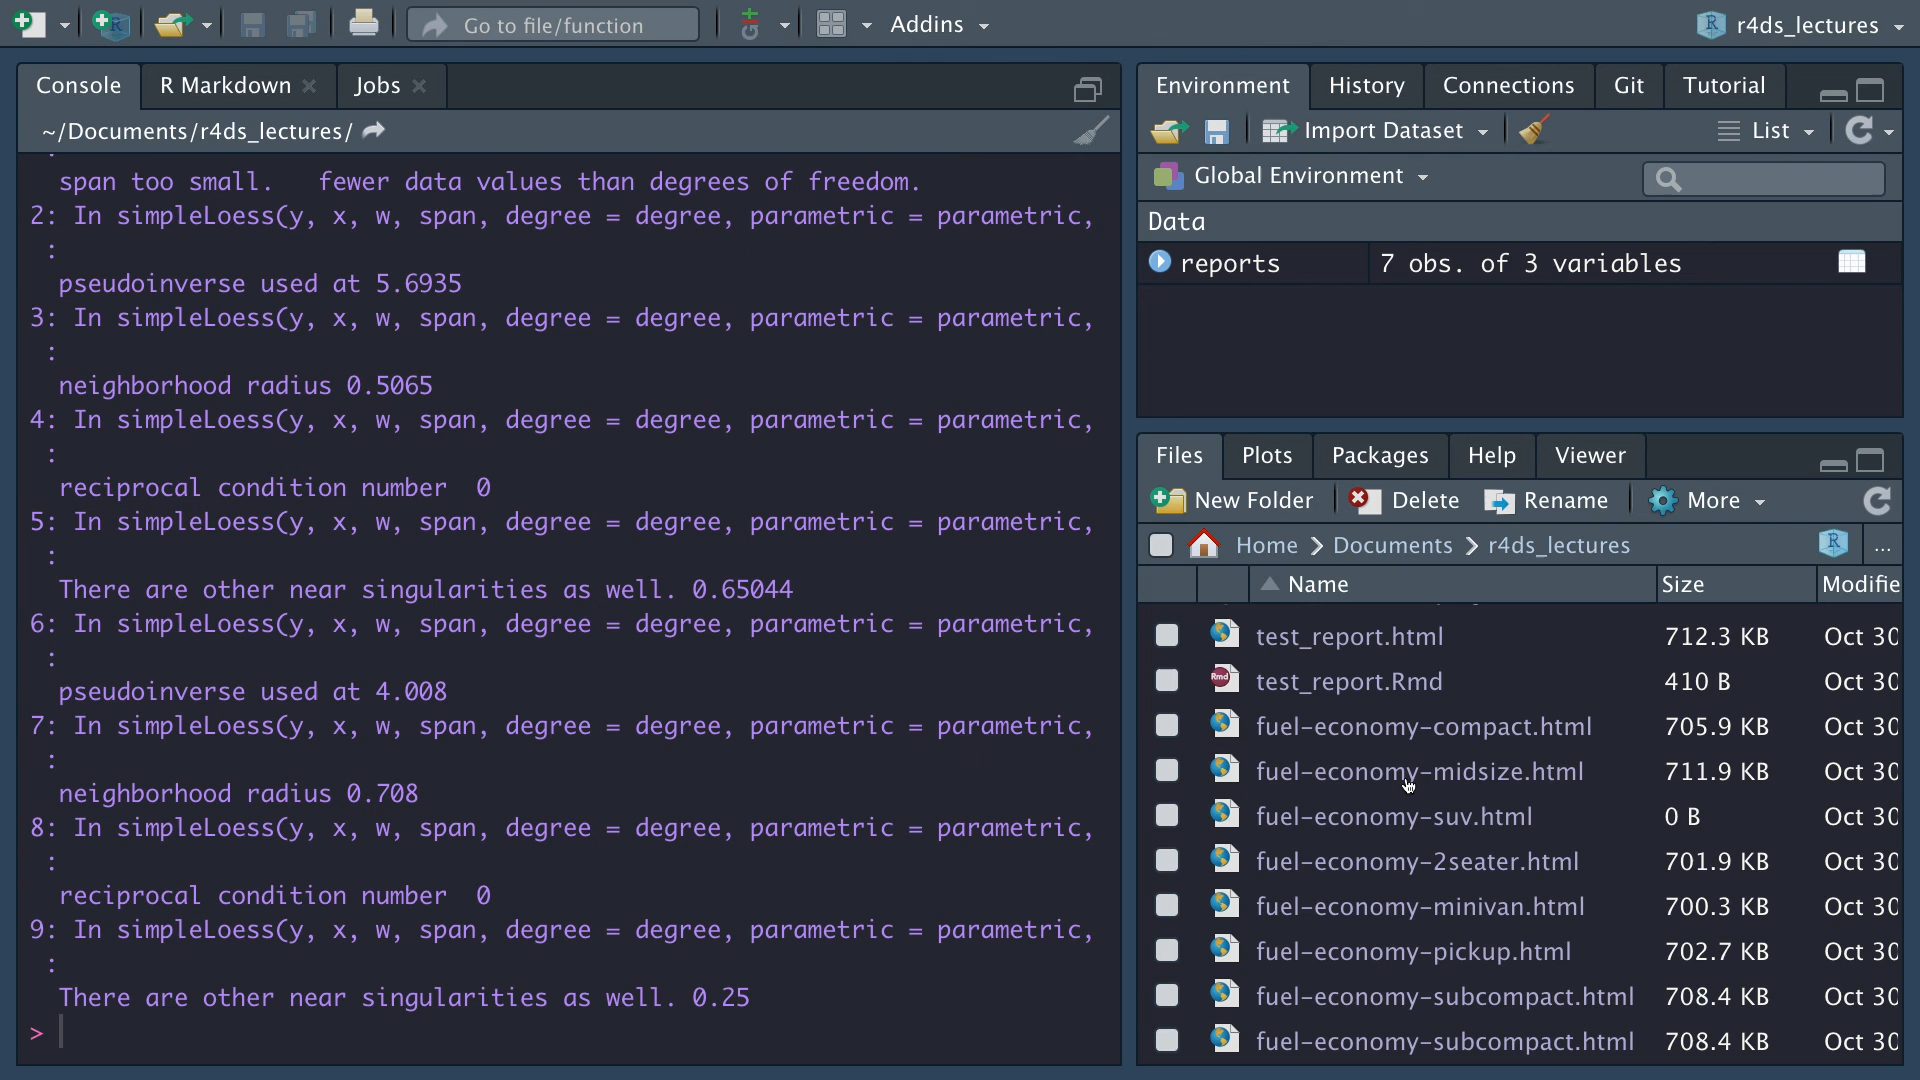 Go to file/function
Addins
r4ds_lectures
Console
R Markdown
Jobs
~/Documents/r4ds_lectures/
span too small.   fewer data values than degrees of freedom.
2: In simpleLoess(y, x, w, span, degree = degree, parametric = parametric,
:
pseudoinverse used at 5.6935
3: In simpleLoess(y, x, w, span, degree = degree, parametric = parametric,
:
neighborhood radius 0.5065
4: In simpleLoess(y, x, w, span, degree = degree, parametric = parametric,
:
reciprocal condition number  0
5: In simpleLoess(y, x, w, span, degree = degree, parametric = parametric,
:
There are other near singularities as well. 0.65044
6: In simpleLoess(y, x, w, span, degree = degree, parametric = parametric,
:
pseudoinverse used at 4.008
7: In simpleLoess(y, x, w, span, degree = degree, parametric = parametric,
:
neighborhood radius 0.708
8: In simpleLoess(y, x, w, span, degree = degree, parametric = parametric,
:
reciprocal condition number  0
9: In simpleLoess(y, x, w, span, degree = degree, parametric = parametric,
:
There are other near singularities as well. 0.25
>
Environment History Connections Git Tutorial
Import Dataset List
Global Environment
Data
reports 7 obs. of 3 variables
Files Plots Packages Help Viewer
New Folder Delete Rename More
Home Documents r4ds_lectures ...
Name Size Modifie
test_report.html 712.3 KB Oct 30
test_report.Rmd 410 B Oct 30
fuel-economy-compact.html 705.9 KB Oct 30
fuel-economy-midsize.html 711.9 KB Oct 30
fuel-economy-suv.html 0 B Oct 30
fuel-economy-2seater.html 701.9 KB Oct 30
fuel-economy-minivan.html 700.3 KB Oct 30
fuel-economy-pickup.html 702.7 KB Oct 30
fuel-economy-subcompact.html 708.4 KB Oct 30
fuel-economy-subcompact.html 708.4 KB Oct 30